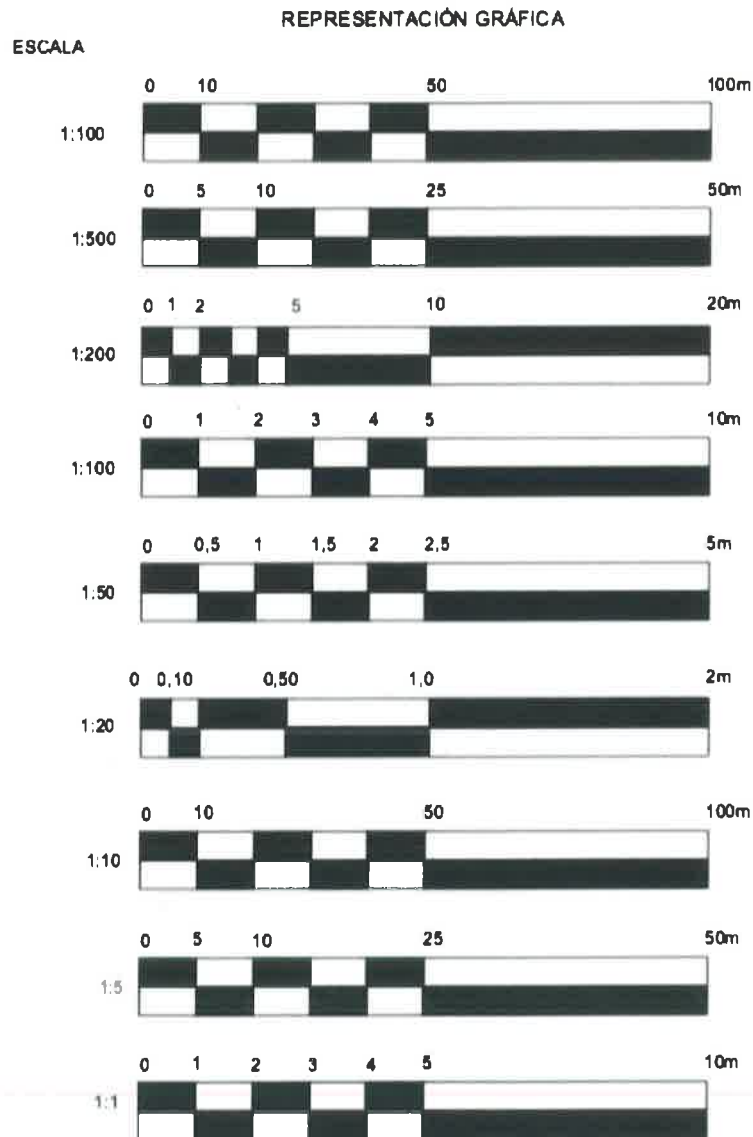 REPRESENTACIÓN GRÁFICA
ESCALA
0 10 50 100m
1:100
0 5 10 25 50m
1:500
0 1 2 5 10 20m
1:200
0 1 2 3 4 5 10m
1:100
0 0,5 1 1,5 2 2,5 5m
1:50
0 0,10 0,50 1,0 2m
1:20
0 10 50 100m
1:10
0 5 10 25 50m
1:5
0 1 2 3 4 5 10m
1:1